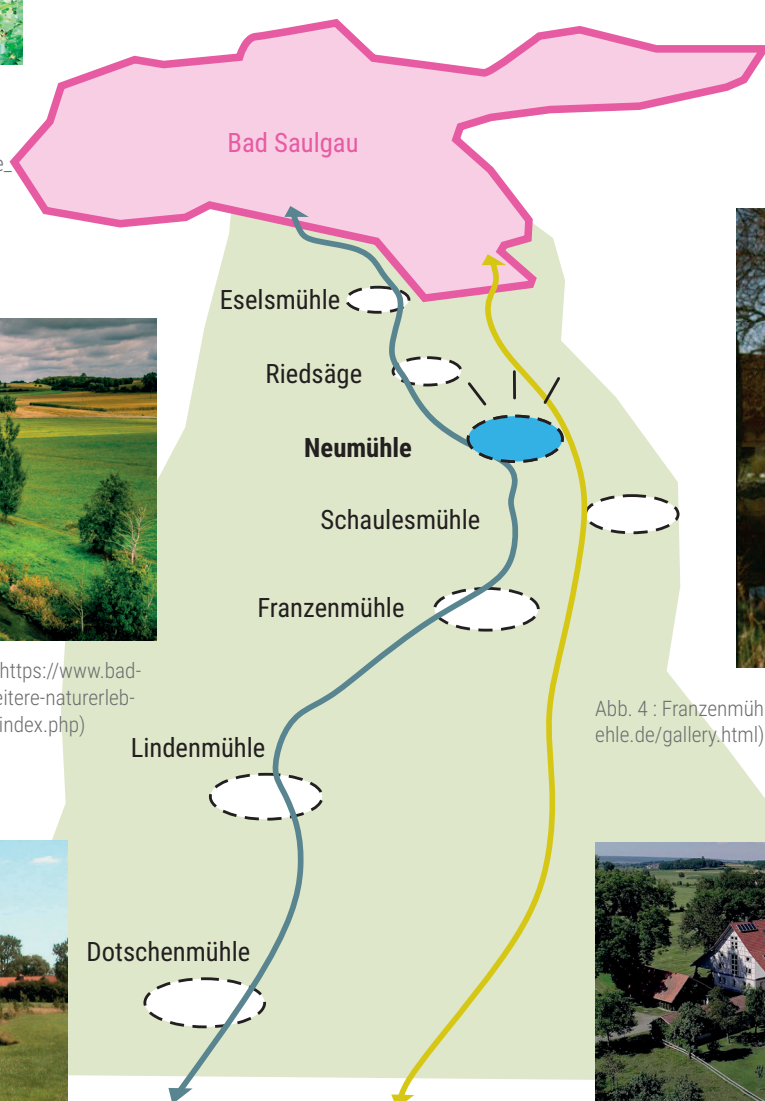 e_
Bad Saulgau
Eselsmühle
Riedsäge
Neumühle
Schaulesmühle
Franzenmühle
https://www.bad-
eitere-naturerleb-
index.php)
Abb. 4 : Franzenmüh
ehle.de/gallery.html)
Lindenmühle
Dotschenmühle